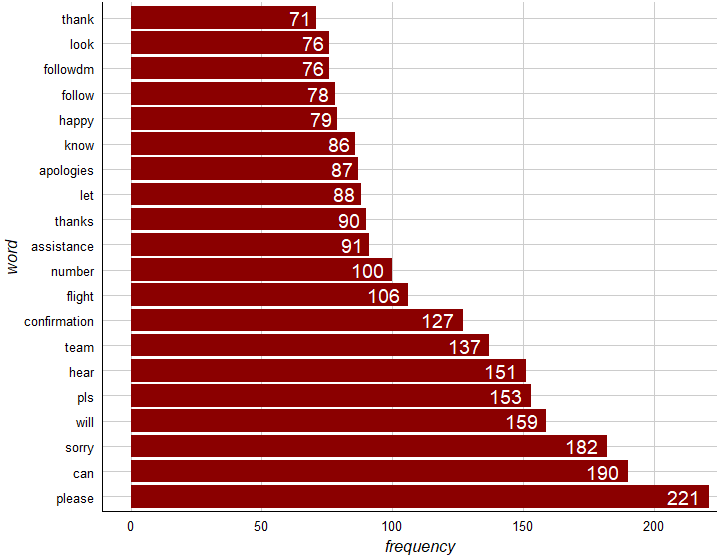 thank 71
look 76
followdm 76
follow 78
happy 79
know 86
apologies 87
let 88
thanks 90
assistance 91
number 100
flight 106
confirmation 127
team 137
hear 151
pls 153
will 159
sorry 182
can 190
please 221
word
0 50 100 150 200
frequency